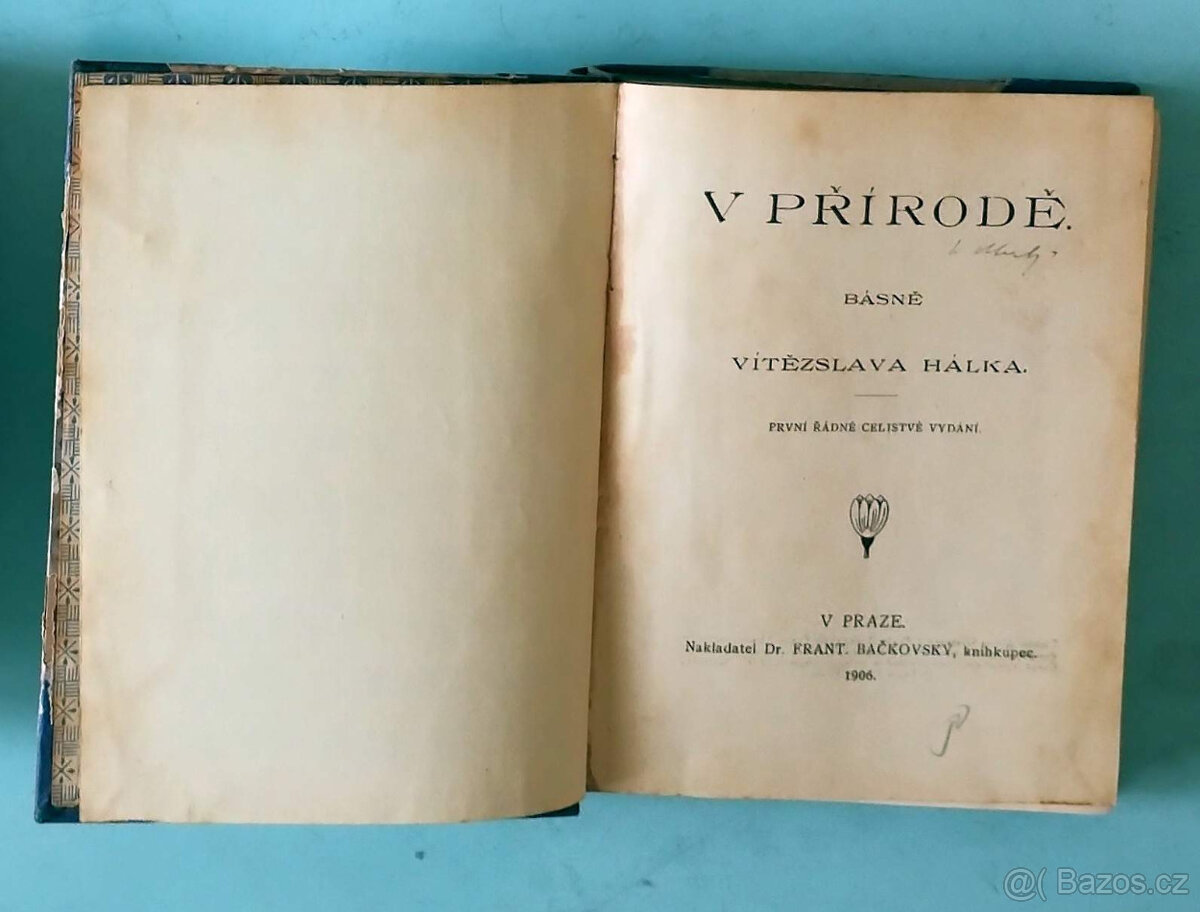 V PŘÍRODĚ.
BÁSNĚ
VÍTĚZSLAVA HÁLKA.
PRVNÍ ŘÁDNÉ CELISTVÉ VYDÁNÍ.
V PRAZE.
Nakladatel Dr. FRANT. BAČKOVSKÝ, knihkupec.
1906.
@( Bazos.cz